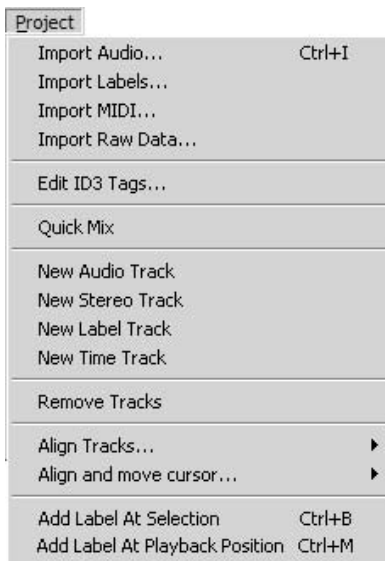 Project
Import Audio... Ctrl+I
Import Labels...
Import MIDI...
Import Raw Data...
Edit ID3 Tags...
Quick Mix
New Audio Track
New Stereo Track
New Label Track
New Time Track
Remove Tracks
Align Tracks...
Align and move cursor...
Add Label At Selection Ctrl+B
Add Label At Playback Position Ctrl+M